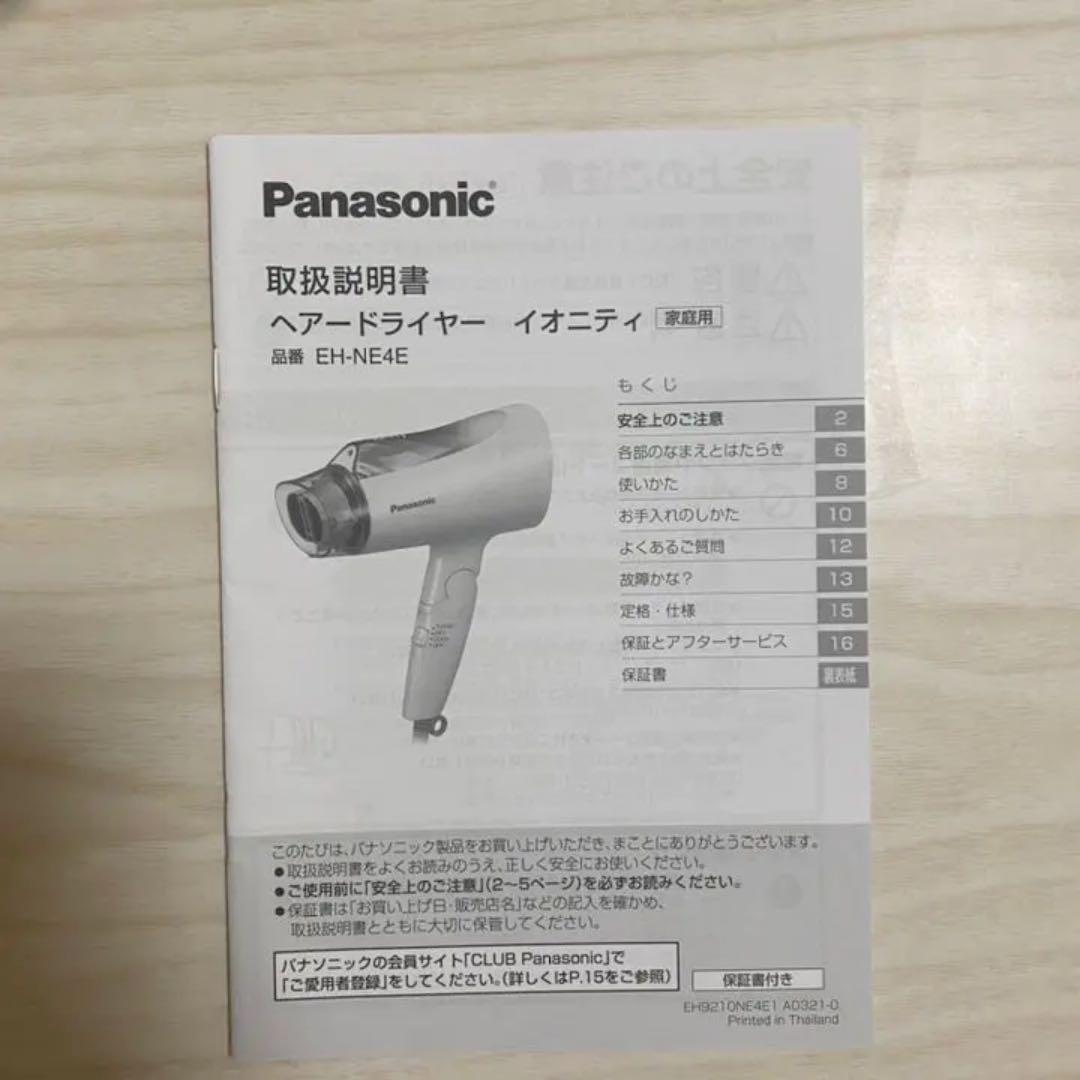 Panasonic
取扱説明書
ヘアードライヤー イオニティ 家庭用
品番 EH-NE4E
もくじ
安全上のご注意 2
各部のなまえとはたらき 6
使いかた 8
お手入れのしかた 10
よくあるご質問 12
故障かな? 13
定格・仕様 15
保証とアフターサービス 16
保証書 裏表紙
Panasonic
このたびは、パナソニック製品をお買い上げいただき、まことにありがとうございます。
●取扱説明書をよくお読みのうえ、正しく安全にお使いください。
●ご使用前に「安全上のご注意」(2~5ページ)を必ずお読みください。
●保証書は「お買い上げ日・販売店名」などの記入を確かめ、
取扱説明書とともに大切に保管してください。
パナソニックの会員サイト「CLUB Panasonic」で
「ご愛用者登録」をしてください。(詳しくはP.15をご参照)
保証書付き
EH9210NE4E1 AD321-0
Printed in Thailand